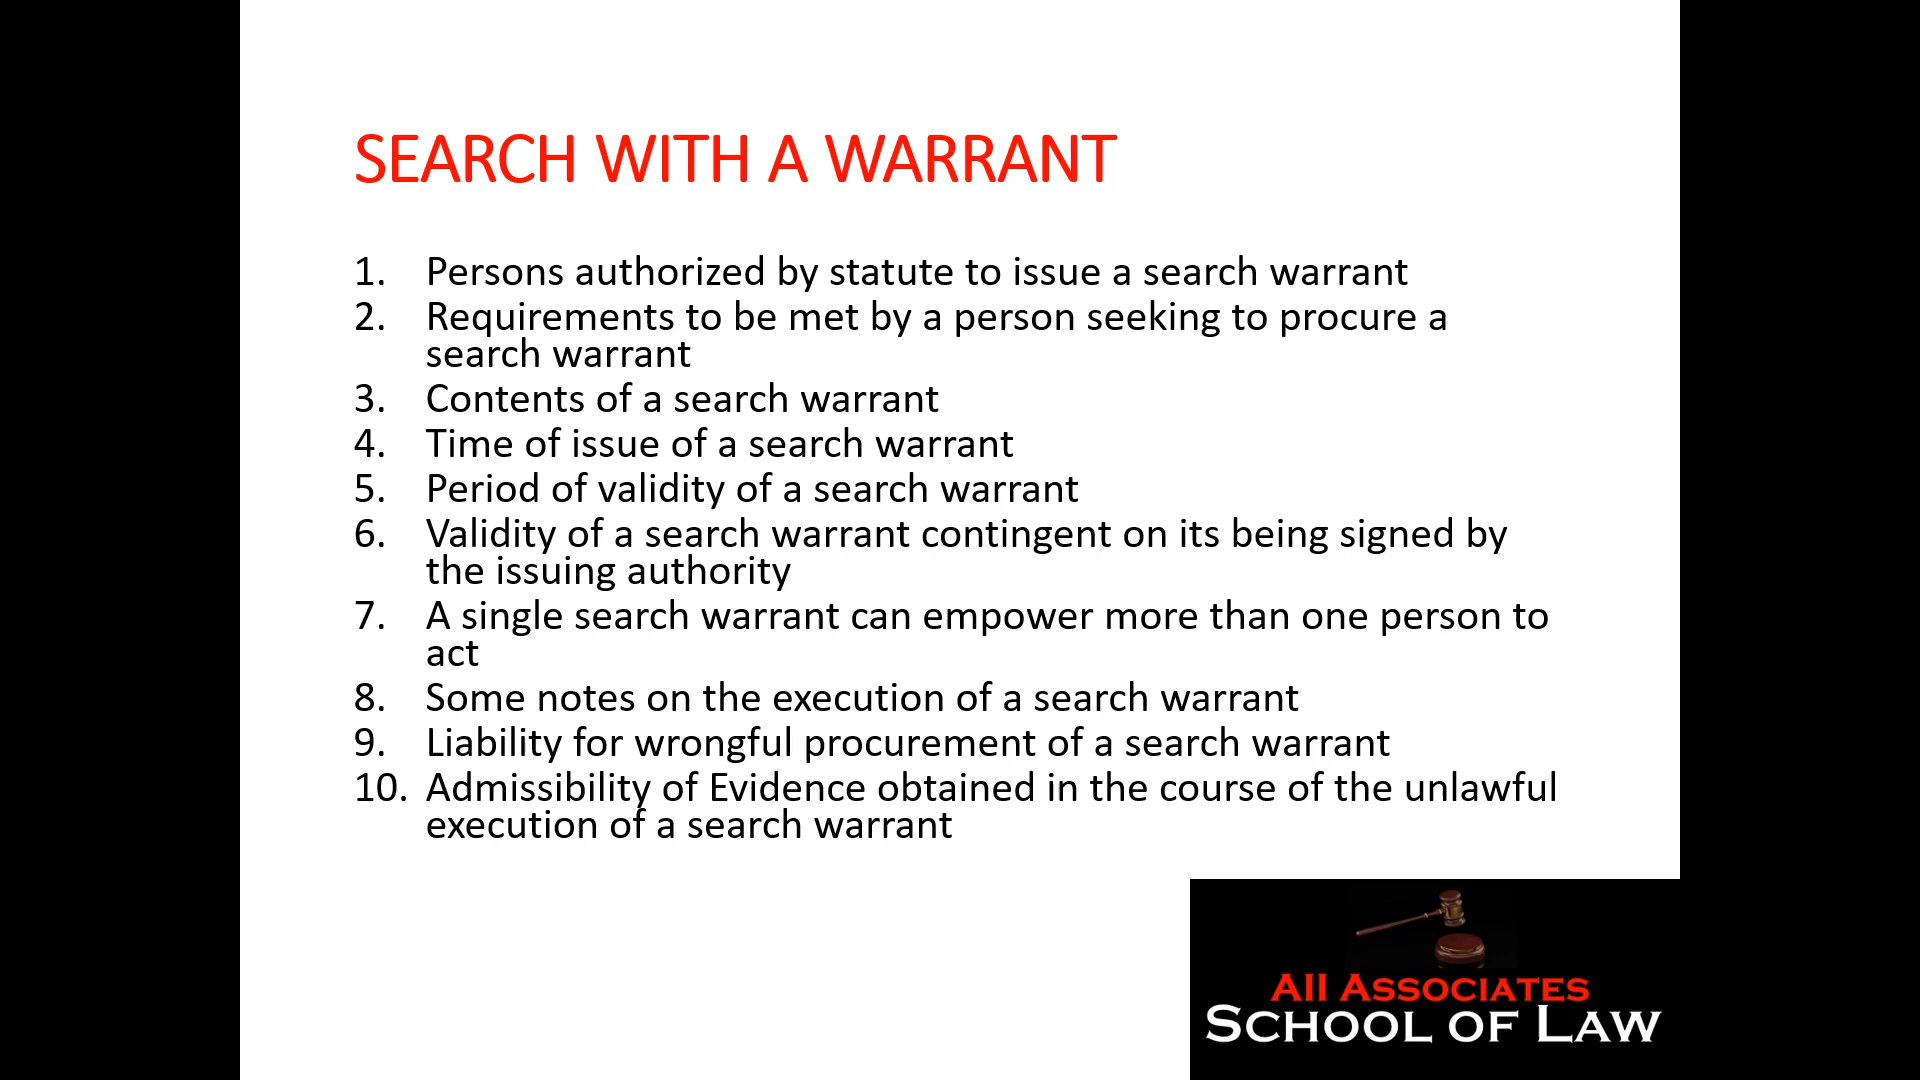 SEARCH WITH A WARRANT
1. Persons authorized by statute to issue a search warrant
2. Requirements to be met by a person seeking to procure a
search warrant
3. Contents of a search warrant
4. Time of issue of a search warrant
5. Period of validity of a search warrant
6. Validity of a search warrant contingent on its being signed by
the issuing authority
7. A single search warrant can empower more than one person to
act
8. Some notes on the execution of a search warrant
9. Liability for wrongful procurement of a search warrant
10. Admissibility of Evidence obtained in the course of the unlawful
execution of a search warrant
All Associates
School of Law